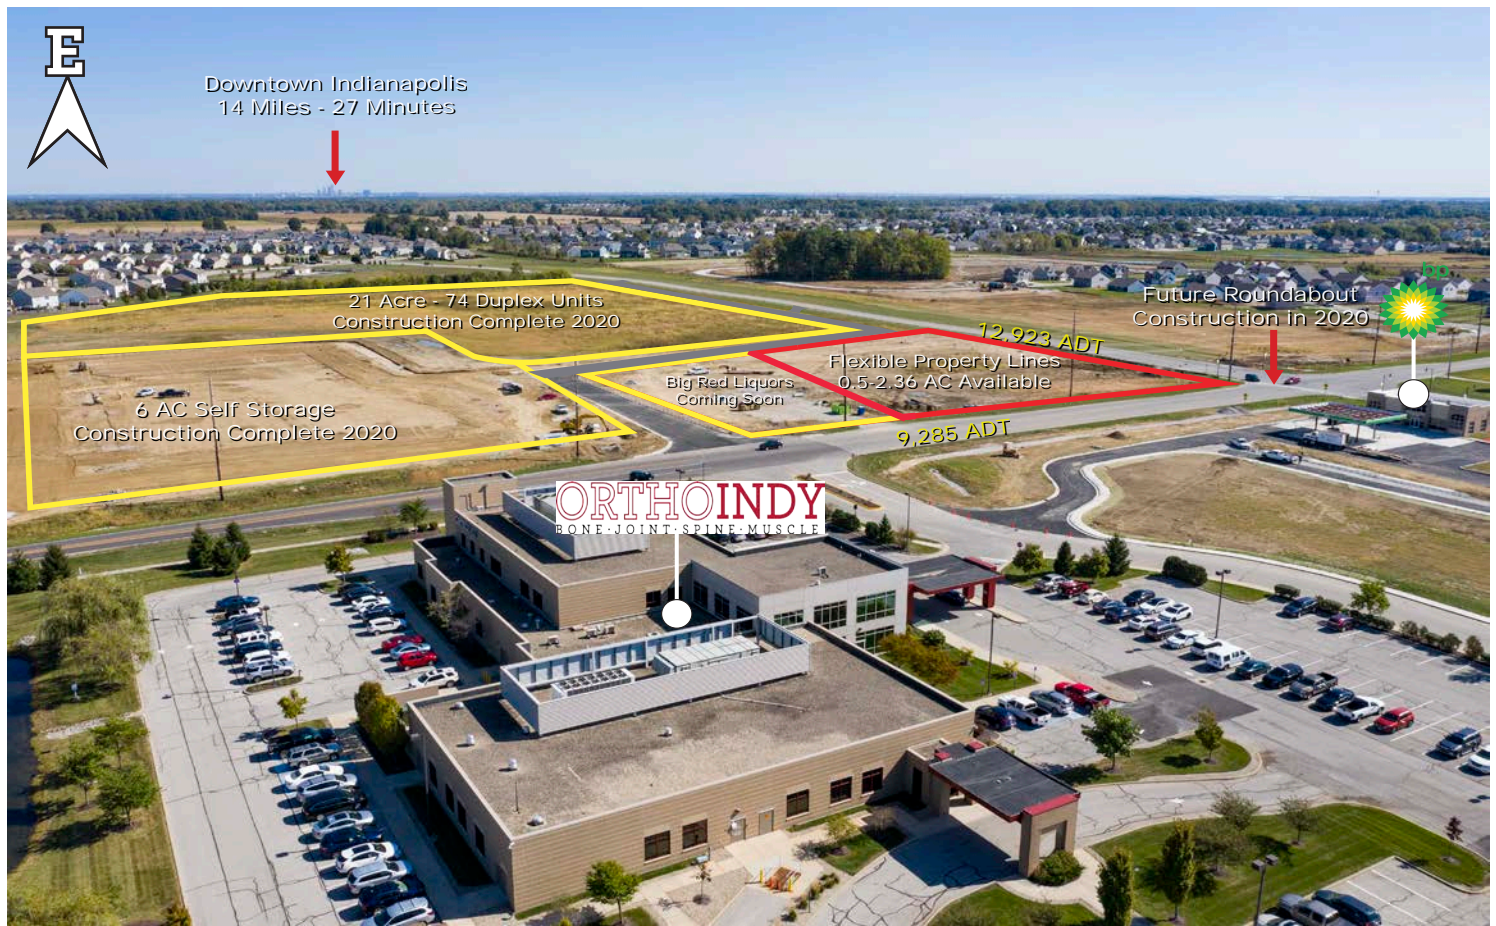 E
Downtown Indianapolis
14 Miles - 27 Minutes
21 Acre - 74 Duplex Units
Construction Complete 2020
bp
Future Roundabout
Construction in 2020
12,923 ADT
Flexible Property Lines
0.5-2.36 AC Available
Big Red Liquors
Coming Soon
6 AC Self Storage
Construction Complete 2020
9,285 ADT
ORTHOINDY
BONE·JOINT·SPINE·MUSCLE